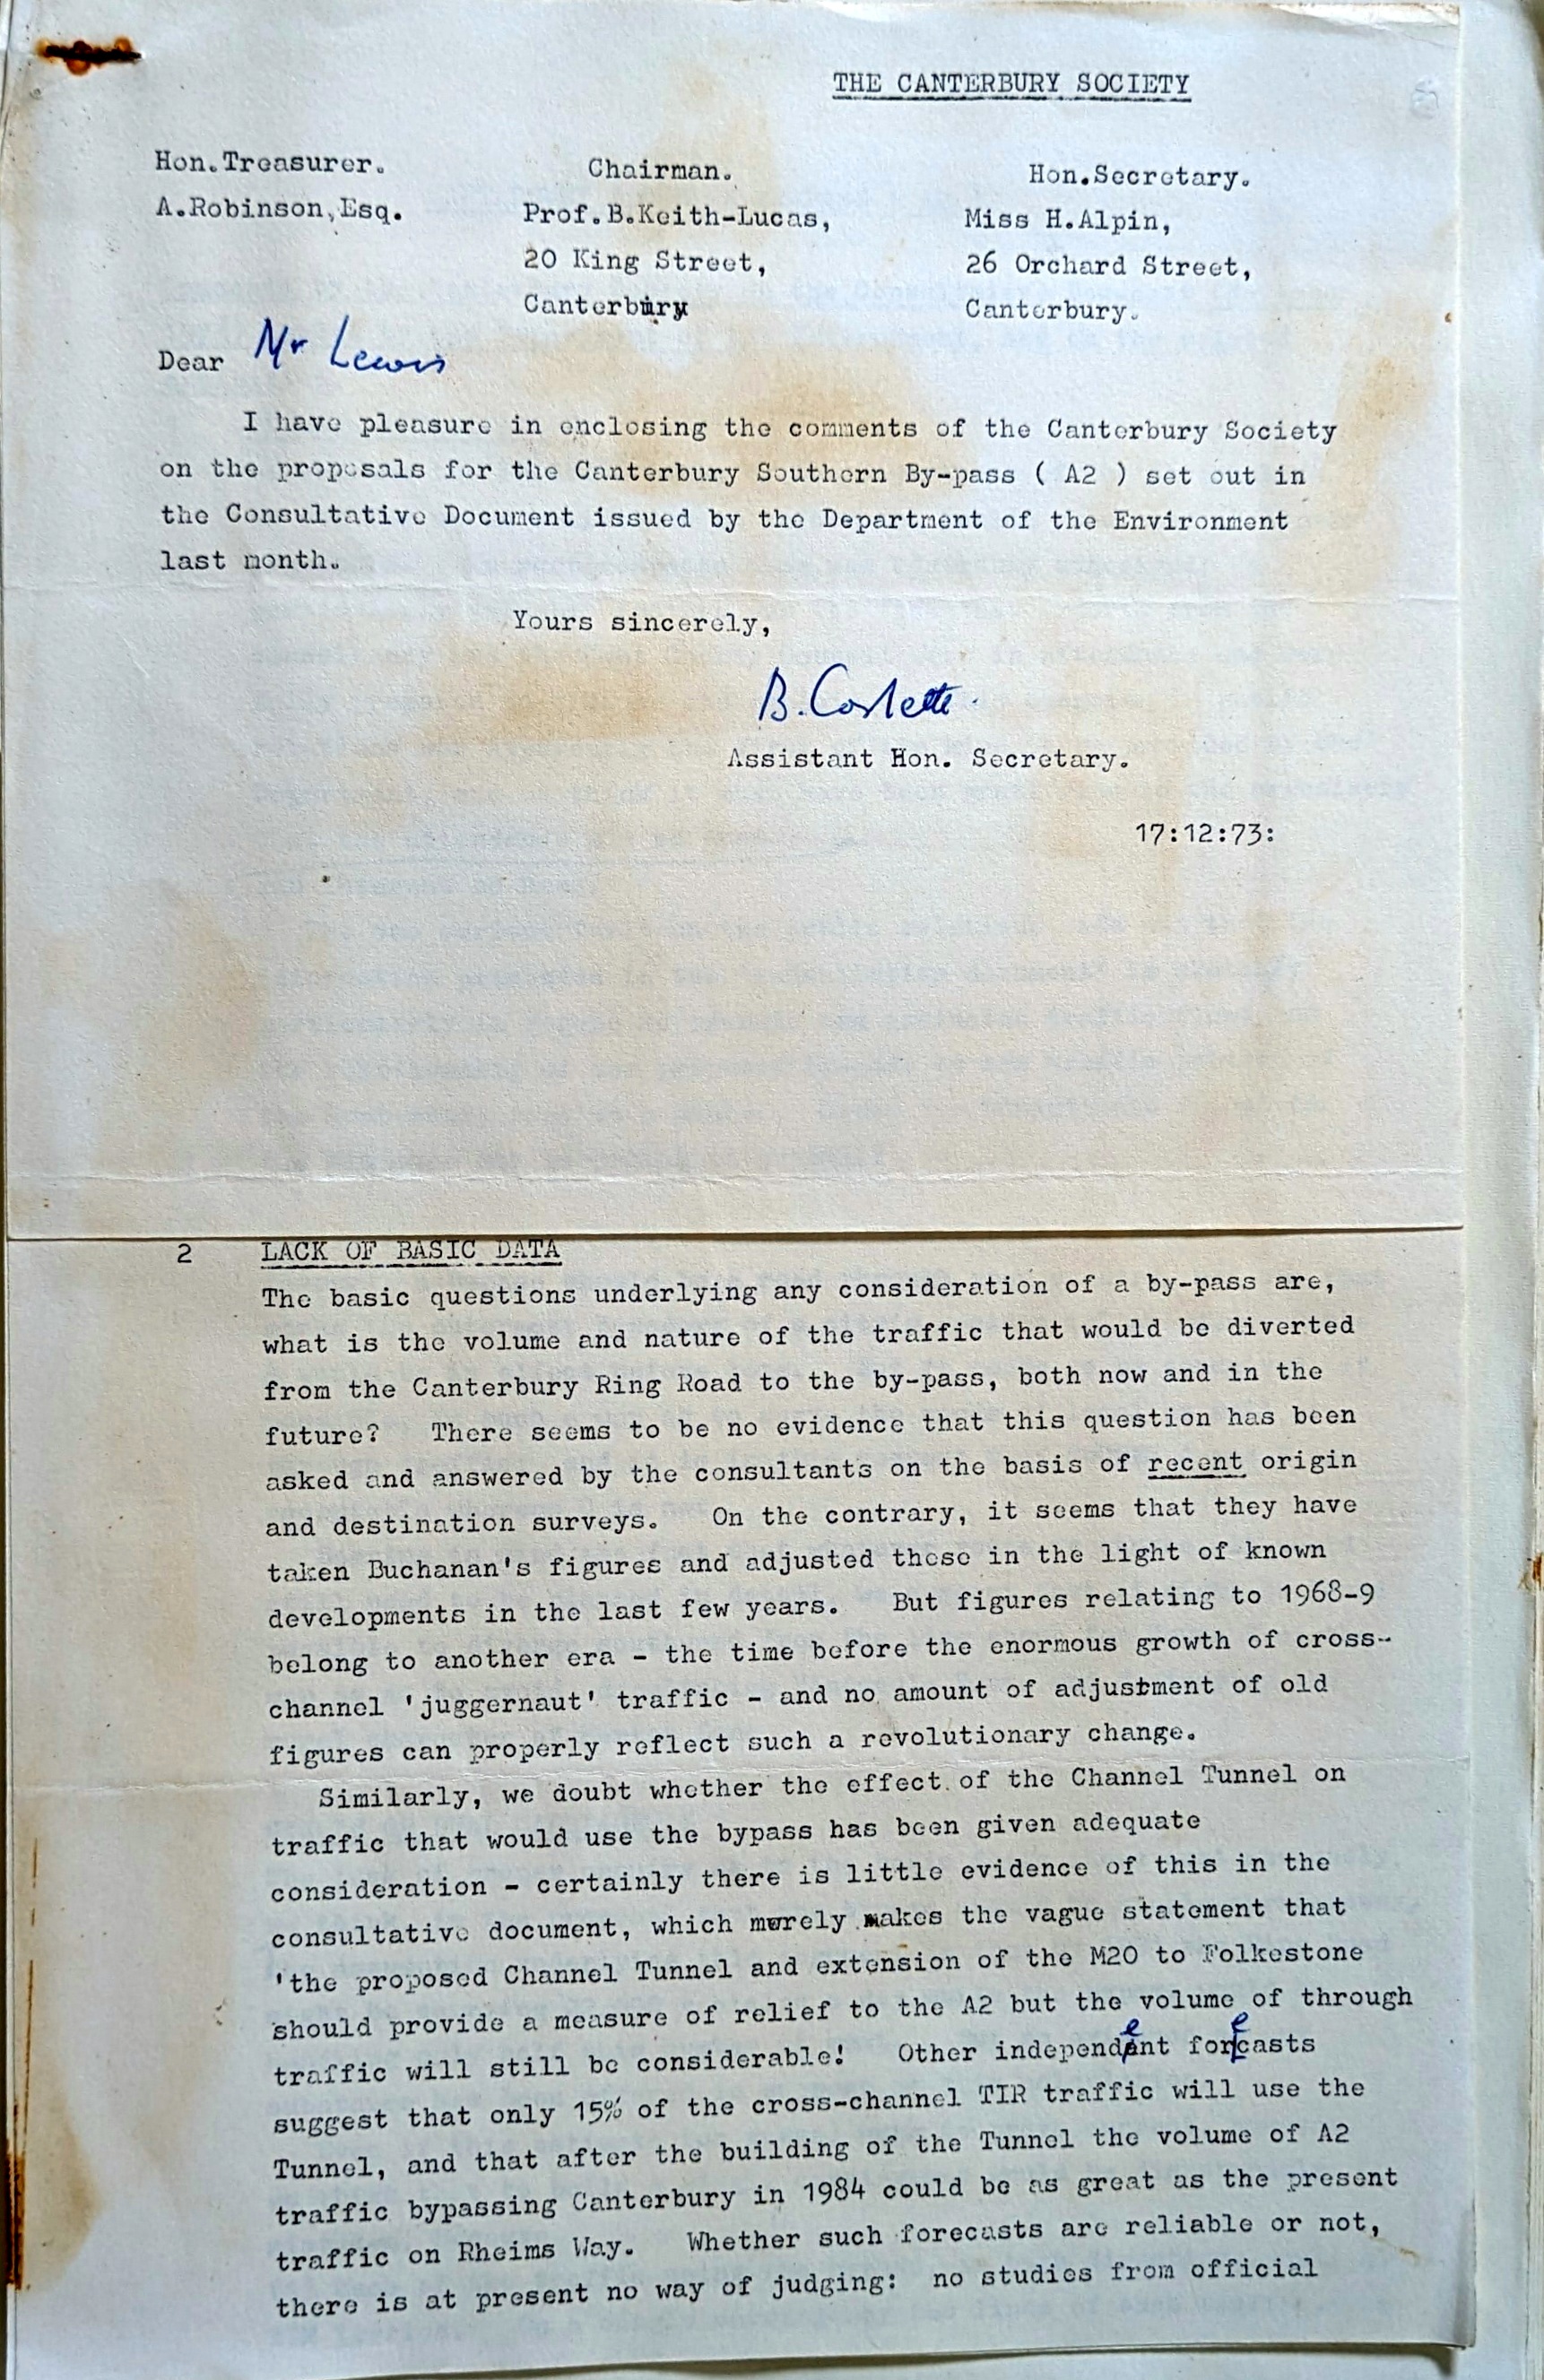 THE CANTERBURY SOCIETY
Hon.Treasurer. Chairman. Hon.Secretary.
A.Robinson,Esq. Prof.B.Keith-Lucas, Miss H.Alpin,
20 King Street, 26 Orchard Street,
Canterbury Canterbury.
Dear Mr Lewis
I have pleasure in enclosing the comments of the Canterbury Society
on the proposals for the Canterbury Southern By-pass ( A2 ) set out in
the Consultative Document issued by the Department of the Environment
last month.
Yours sincerely,
B.
Assistant Hon. Secretary.
17:12:73:
2 LACK OF BASIC DATA
The basic questions underlying any consideration of a by-pass are,
what is the volume and nature of the traffic that would be diverted
from the Canterbury Ring Road to the by-pass, both now and in the
future? There seems to be no evidence that this question has been
asked and answered by the consultants on the basis of recent origin
and destination surveys. On the contrary, it seems that they have
taken Buchanan's figures and adjusted these in the light of known
developments in the last few years. But figures relating to 1968-9
belong to another era - the time before the enormous growth of cross-
channel 'juggernaut' traffic - and no amount of adjustment of old
figures can properly reflect such a revolutionary change.
Similarly, we doubt whether the effect of the Channel Tunnel on
traffic that would use the bypass has been given adequate
consideration - certainly there is little evidence of this in the
consultative document, which merely makes the vague statement that
'the proposed Channel Tunnel and extension of the M20 to Folkestone
should provide a measure of relief to the A2 but the volume of through
traffic will still be considerable! Other independent forecasts
suggest that only 15% of the cross-channel TIR traffic will use the
Tunnel, and that after the building of the Tunnel the volume of A2
traffic bypassing Canterbury in 1984 could be as great as the present
traffic on Rheims Way. Whether such forecasts are reliable or not,
there is at present no way of judging: no studies from official